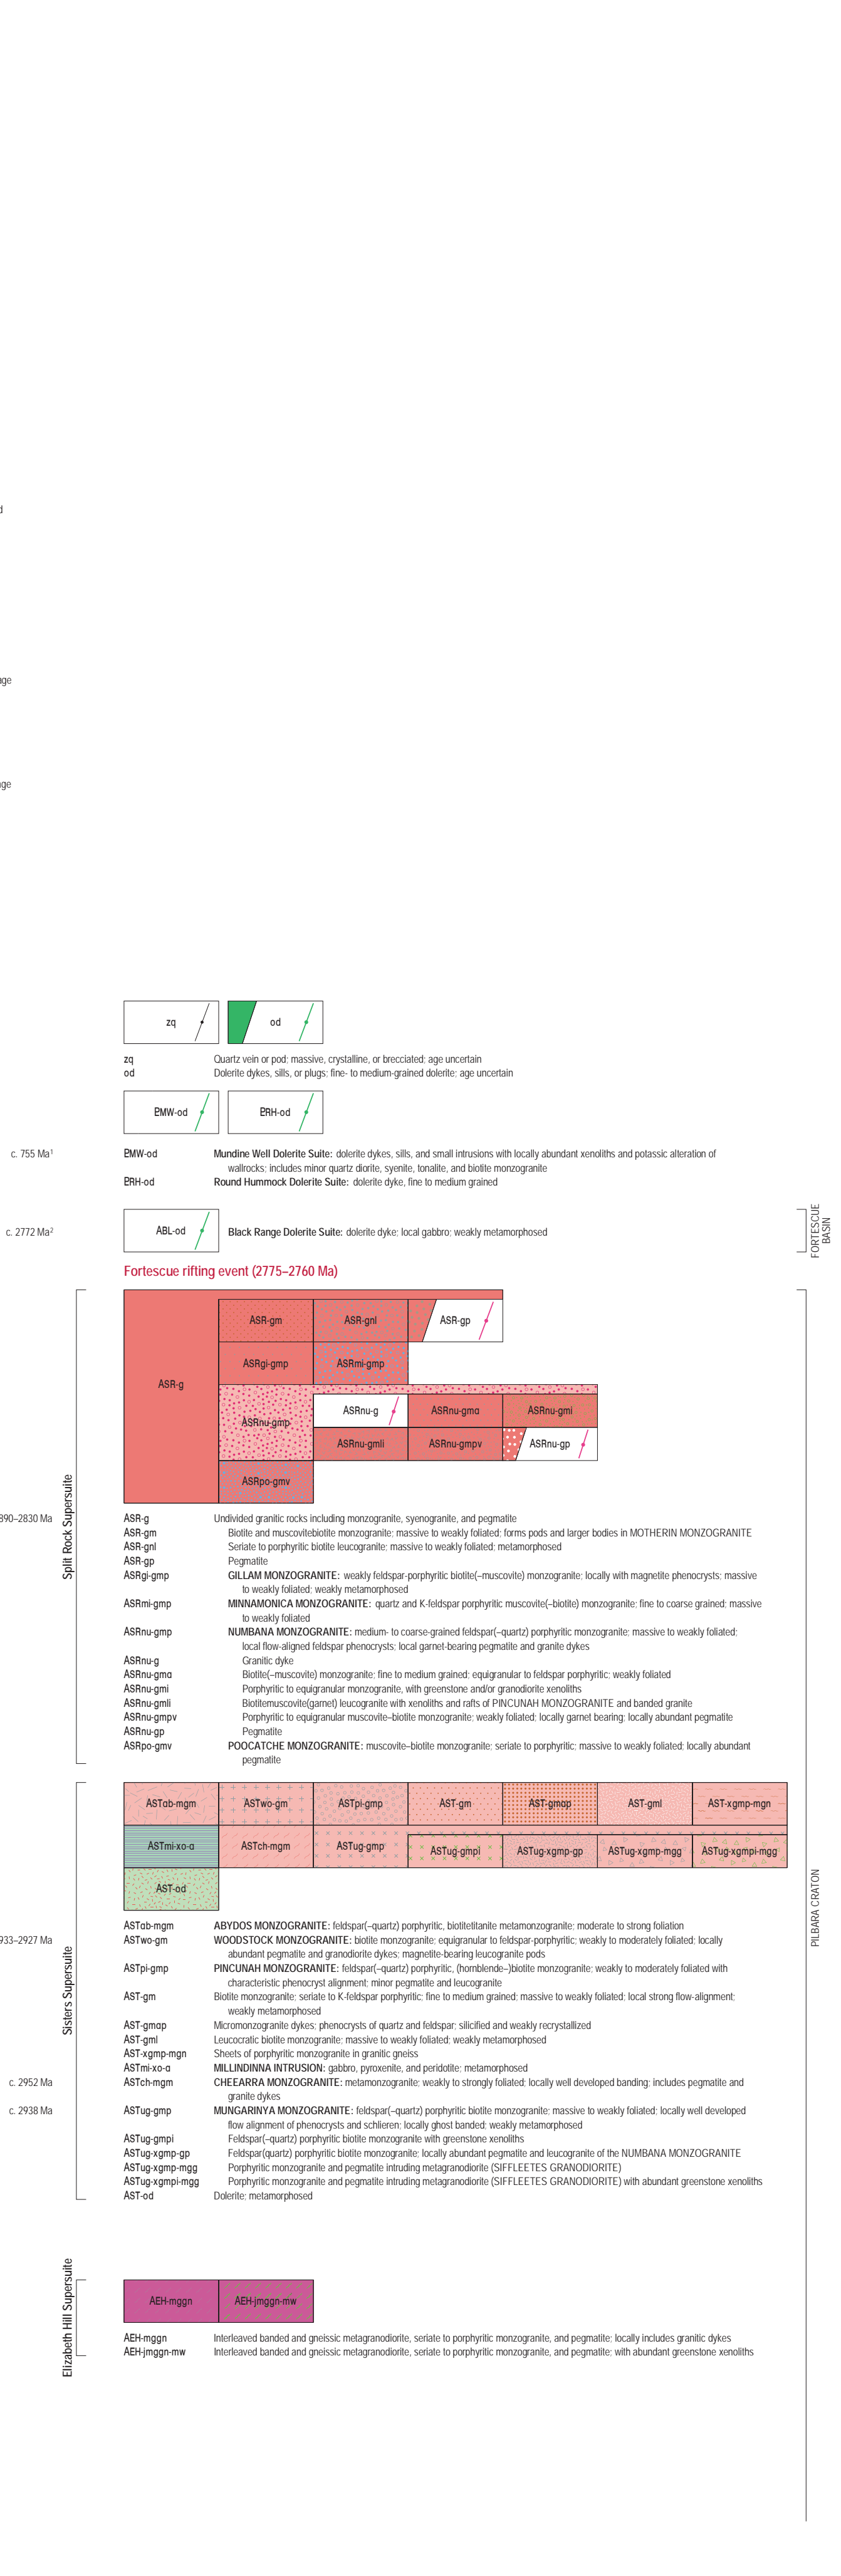 d
age
age
zq
od
zq Quartz vein or pod; massive, crystalline, or brecciated; age uncertain
od Dolerite dykes, sills, or plugs; fine- to medium-grained dolerite; age uncertain
ȽMW-od
ȽRH-od
c. 755 Ma¹ ȽMW-od Mundine Well Dolerite Suite: dolerite dykes, sills, and small intrusions with locally abundant xenoliths and potassic alteration of
wallrocks; includes minor quartz diorite, syenite, tonalite, and biotite monzogranite
ȽRH-od Round Hummock Dolerite Suite: dolerite dyke, fine to medium grained
c. 2772 Ma²
ABL-od
Black Range Dolerite Suite: dolerite dyke; local gabbro; weakly metamorphosed
FORTESCUE
BASIN
Fortescue rifting event (2775–2760 Ma)
ASR-g
ASR-gm
ASR-gnl
ASR-gp
ASRgi-gmp
ASRmi-gmp
ASRnu-gmp
ASRnu-g
ASRnu-gma
ASRnu-gmi
ASRnu-gmli
ASRnu-gmpv
ASRnu-gp
ASRpo-gmv
Split Rock Supersuite
890–2830 Ma ASR-g Undivided granitic rocks including monzogranite, syenogranite, and pegmatite
ASR-gm Biotite and muscovitebiotite monzogranite; massive to weakly foliated; forms pods and larger bodies in MOTHERIN MONZOGRANITE
ASR-gnl Seriate to porphyritic biotite leucogranite; massive to weakly foliated; metamorphosed
ASR-gp Pegmatite
ASRgi-gmp GILLAM MONZOGRANITE: weakly feldspar-porphyritic biotite(–muscovite) monzogranite; locally with magnetite phenocrysts; massive
to weakly foliated; weakly metamorphosed
ASRmi-gmp MINNAMONICA MONZOGRANITE: quartz and K-feldspar porphyritic muscovite(–biotite) monzogranite; fine to coarse grained; massive
to weakly foliated
ASRnu-gmp NUMBANA MONZOGRANITE: medium- to coarse-grained feldspar(–quartz) porphyritic monzogranite; massive to weakly foliated;
local flow-aligned feldspar phenocrysts; local garnet-bearing pegmatite and granite dykes
ASRnu-g Granitic dyke
ASRnu-gma Biotite(–muscovite) monzogranite; fine to medium grained; equigranular to feldspar porphyritic; weakly foliated
ASRnu-gmi Porphyritic to equigranular monzogranite, with greenstone and/or granodiorite xenoliths
ASRnu-gmli Biotitemuscovite(garnet) leucogranite with xenoliths and rafts of PINCUNAH MONZOGRANITE and banded granite
ASRnu-gmpv Porphyritic to equigranular muscovite–biotite monzogranite; weakly foliated; locally garnet bearing; locally abundant pegmatite
ASRnu-gp Pegmatite
ASRpo-gmv POOCATCHE MONZOGRANITE: muscovite–biotite monzogranite; seriate to porphyritic; massive to weakly foliated; locally abundant
pegmatite
ASTab-mgm
ASTwo-gm
ASTpi-gmp
AST-gm
AST-gmap
AST-gml
AST-xgmp-mgn
ASTmi-xo-a
ASTch-mgm
ASTug-gmp
ASTug-gmpi
ASTug-xgmp-gp
ASTug-xgmp-mgg
ASTug-xgmpi-mgg
AST-od
PILBARA CRATON
Sisters Supersuite
ASTab-mgm ABYDOS MONZOGRANITE: feldspar(–quartz) porphyritic, biotitetitanite metamonzogranite; moderate to strong foliation
933–2927 Ma ASTwo-gm WOODSTOCK MONZOGRANITE: biotite monzogranite; equigranular to feldspar-porphyritic; weakly to moderately foliated; locally
abundant pegmatite and granodiorite dykes; magnetite-bearing leucogranite pods
ASTpi-gmp PINCUNAH MONZOGRANITE: feldspar(–quartz) porphyritic, (hornblende–)biotite monzogranite; weakly to moderately foliated with
characteristic phenocryst alignment; minor pegmatite and leucogranite
AST-gm Biotite monzogranite; seriate to K-feldspar porphyritic; fine to medium grained; massive to weakly foliated; local strong flow-alignment;
weakly metamorphosed
AST-gmap Micromonzogranite dykes; phenocrysts of quartz and feldspar; silicified and weakly recrystallized
AST-gml Leucocratic biotite monzogranite; massive to weakly foliated; weakly metamorphosed
AST-xgmp-mgn Sheets of porphyritic monzogranite in granitic gneiss
ASTmi-xo-a MILLINDINNA INTRUSION: gabbro, pyroxenite, and peridotite; metamorphosed
c. 2952 Ma ASTch-mgm CHEEARRA MONZOGRANITE: metamonzogranite; weakly to strongly foliated; locally well developed banding; includes pegmatite and
granite dykes
c. 2938 Ma ASTug-gmp MUNGARINYA MONZOGRANITE: feldspar(–quartz) porphyritic biotite monzogranite; massive to weakly foliated; locally well developed
flow alignment of phenocrysts and schlieren; locally ghost banded; weakly metamorphosed
ASTug-gmpi Feldspar(–quartz) porphyritic biotite monzogranite with greenstone xenoliths
ASTug-xgmp-gp Feldspar(quartz) porphyritic biotite monzogranite; locally abundant pegmatite and leucogranite of the NUMBANA MONZOGRANITE
ASTug-xgmp-mgg Porphyritic monzogranite and pegmatite intruding metagranodiorite (SIFFLEETES GRANODIORITE)
ASTug-xgmpi-mgg Porphyritic monzogranite and pegmatite intruding metagranodiorite (SIFFLEETES GRANODIORITE) with abundant greenstone xenoliths
AST-od Dolerite; metamorphosed
Elizabeth Hill Supersuite
AEH-mggn
AEH-jmggn-mw
AEH-mggn Interleaved banded and gneissic metagranodiorite, seriate to porphyritic monzogranite, and pegmatite; locally includes granitic dykes
AEH-jmggn-mw Interleaved banded and gneissic metagranodiorite, seriate to porphyritic monzogranite, and pegmatite; with abundant greenstone xenoliths